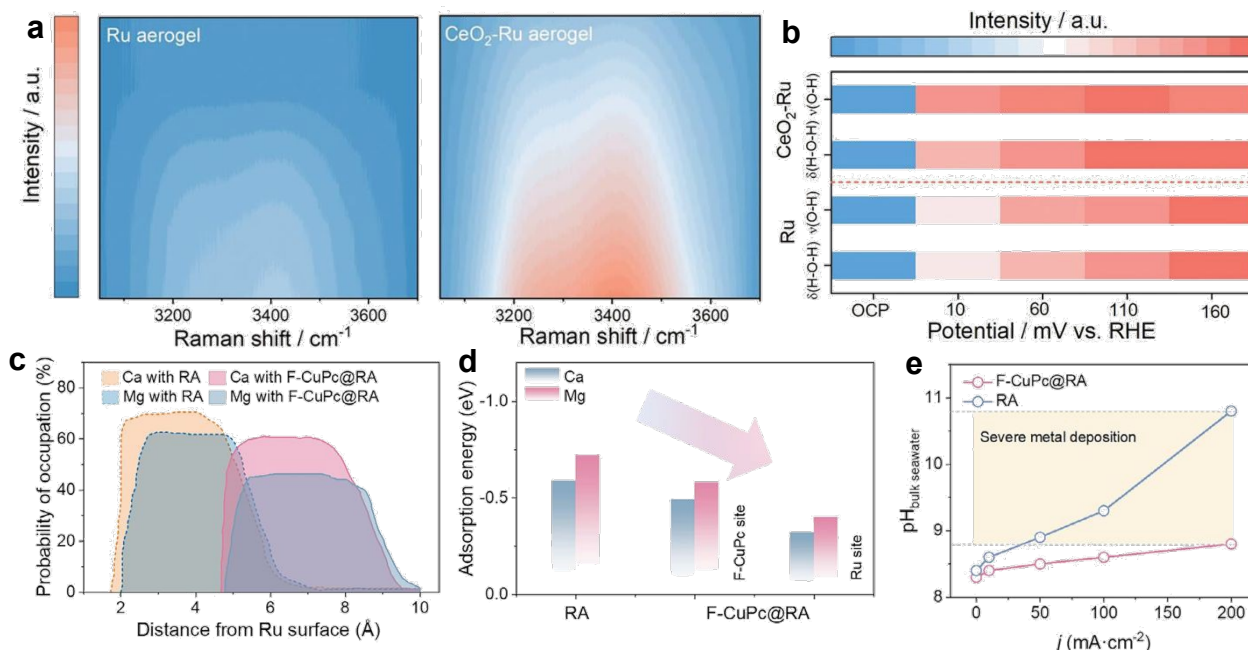 a
Intensity / a.u.
Ru aerogel
3200 3400 3600
Raman shift / cm⁻¹
CeO₂-Ru aerogel
3200 3400 3600
Raman shift / cm⁻¹
b
Intensity / a.u.
CeO₂-Ru
ν(O-H)
δ(H-O-H)
Ru
ν(O-H)
δ(H-O-H)
OCP 10 60 110 160
Potential / mV vs. RHE
c
Ca with RA Ca with F-CuPc@RA
Mg with RA Mg with F-CuPc@RA
Probability of occupation (%)
80
60
40
20
0
2 4 6 8 10
Distance from Ru surface (Å)
d
Ca
Mg
Adsorption energy (eV)
-1.0
-0.5
0.0
F-CuPc site
Ru site
RA F-CuPc@RA
e
F-CuPc@RA
RA
Severe metal deposition
pH bulk seawater
11
10
9
8
0 50 100 150 200
j (mA·cm⁻²)